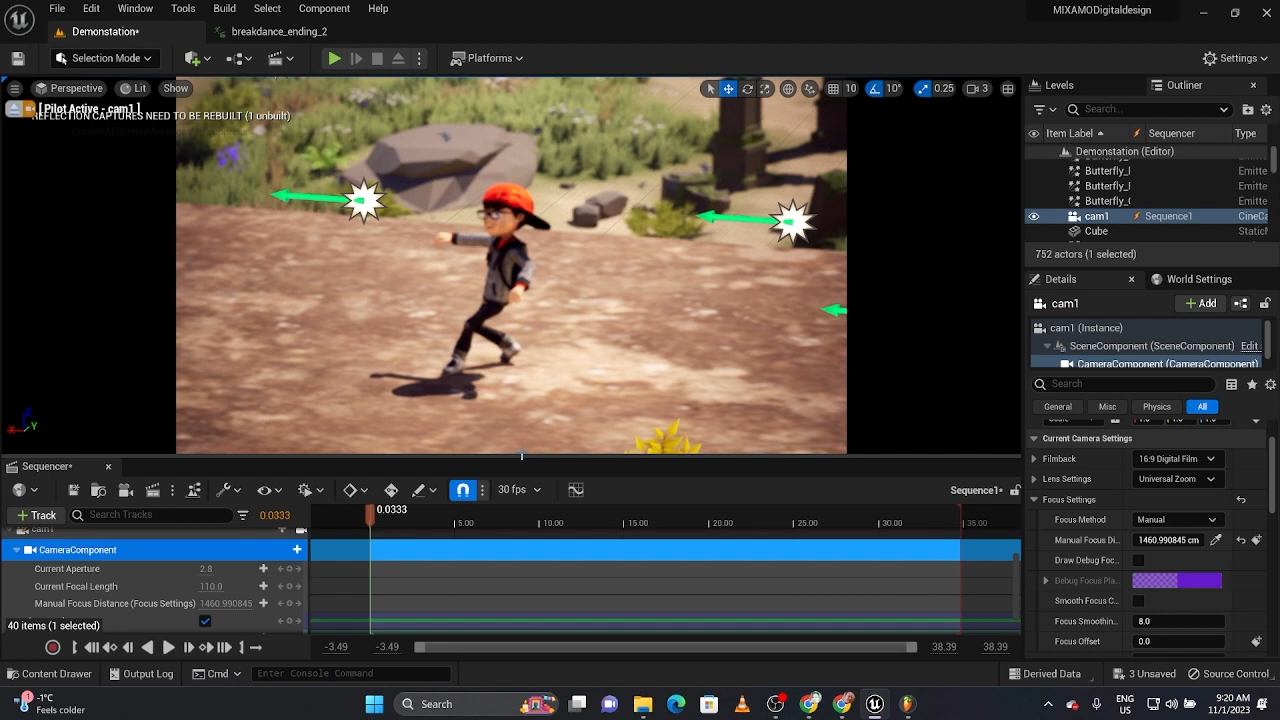 File Edit Window Tools Build Select Component Help
MIXAMODigitaldesign
Demonstation*
breakdance_ending_2
Selection Mode
Platforms
Settings
Perspective Lit Show
10 10° 0.25 3
[ Pilot Active - cam1 ]
REFLECTION CAPTURES NEED TO BE REBUILT (1 unbuilt)
Levels Outliner
Search...
Item Label Sequencer Type
Demonstation (Editor)
Butterfly_I Emitte
Butterfly_I Emitte
Butterfly_I Emitte
cam1 Sequence1 CineCa
Cube Static
752 actors (1 selected)
Details World Settings
cam1 Add
cam1 (Instance)
SceneComponent (SceneComponent) Edit
CameraComponent (CameraComponent)
Search
General Misc Physics All
Current Camera Settings
Filmback 16:9 Digital Film
Lens Settings Universal Zoom
Focus Settings
Focus Method Manual
Manual Focus Di... 1460.990845 cm
Draw Debug Foc...
Debug Focus Pla...
Smooth Focus C...
Focus Smoothin... 8.0
Focus Offset 0.0
X Y Z
Sequencer*
30 fps
Sequence1*
Track Search Tracks 0.0333
0.0333
5.00 10.00 15.00 20.00 25.00 30.00 35.00
cam1
CameraComponent
Current Aperture 2.8
Current Focal Length 110.0
Manual Focus Distance (Focus Settings) 1460.990845
40 items (1 selected)
-3.49 -3.49 38.39 38.39
Content Drawer Output Log Cmd Enter Console Command
Derived Data 3 Unsaved Source Control
-1°C
Feels colder
1
Search
ENG
US
9:20 AM
11/1/2023